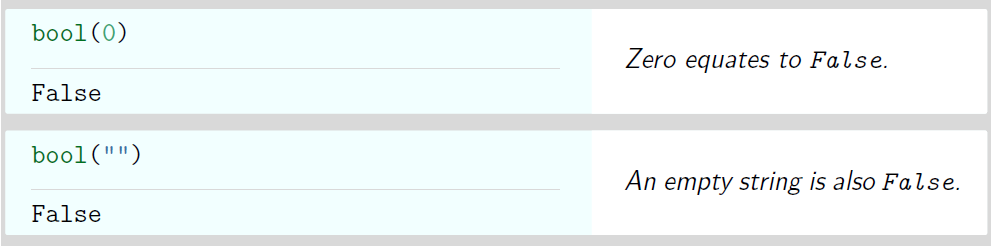 bool(0)
False
Zero equates to False.
bool("")
False
An empty string is also False.